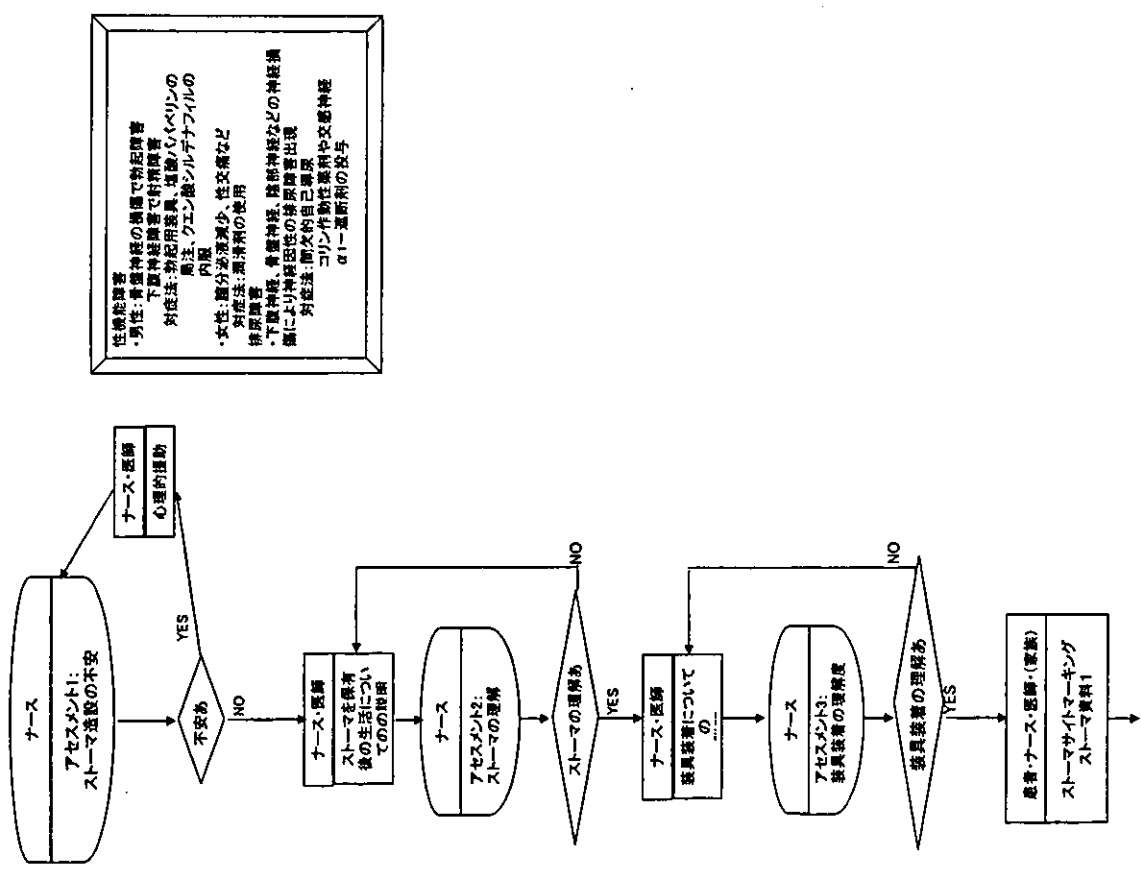 ナース
アセスメント1:
ストーマ造設の不安
不安あ
YES
NO
ナース・医師
心理的援助
ナース・医師
ストーマを保有
後の生活につい
てのの説明
ナース
アセスメント2:
ストーマの理解
ストーマの理解あ
NO
YES
ナース・医師
装具装着について
の
ナース
アセスメント3:
装具装着の理解度
装具装着の理解あ
NO
YES
患者・ナース・医師・(家族)
ストーマサイトマーキング
ストーマ資料1
性機能障害
・男性:骨盤神経の損傷で勃起障害
下腹神経障害で射精障害
対症法:勃起用装具、塩酸パパベリンの
局注、クエン酸シルデナフィルの
内服
・女性:膣分泌液減少、性交痛など
対症法:潤滑剤の使用
排尿障害
・下腹神経、骨盤神経、陰部神経などの神経損
傷により神経因性の排尿障害出現
対症法:間欠的自己導尿
コリン作動性薬剤や交感神経
α1ー遮断剤の投与